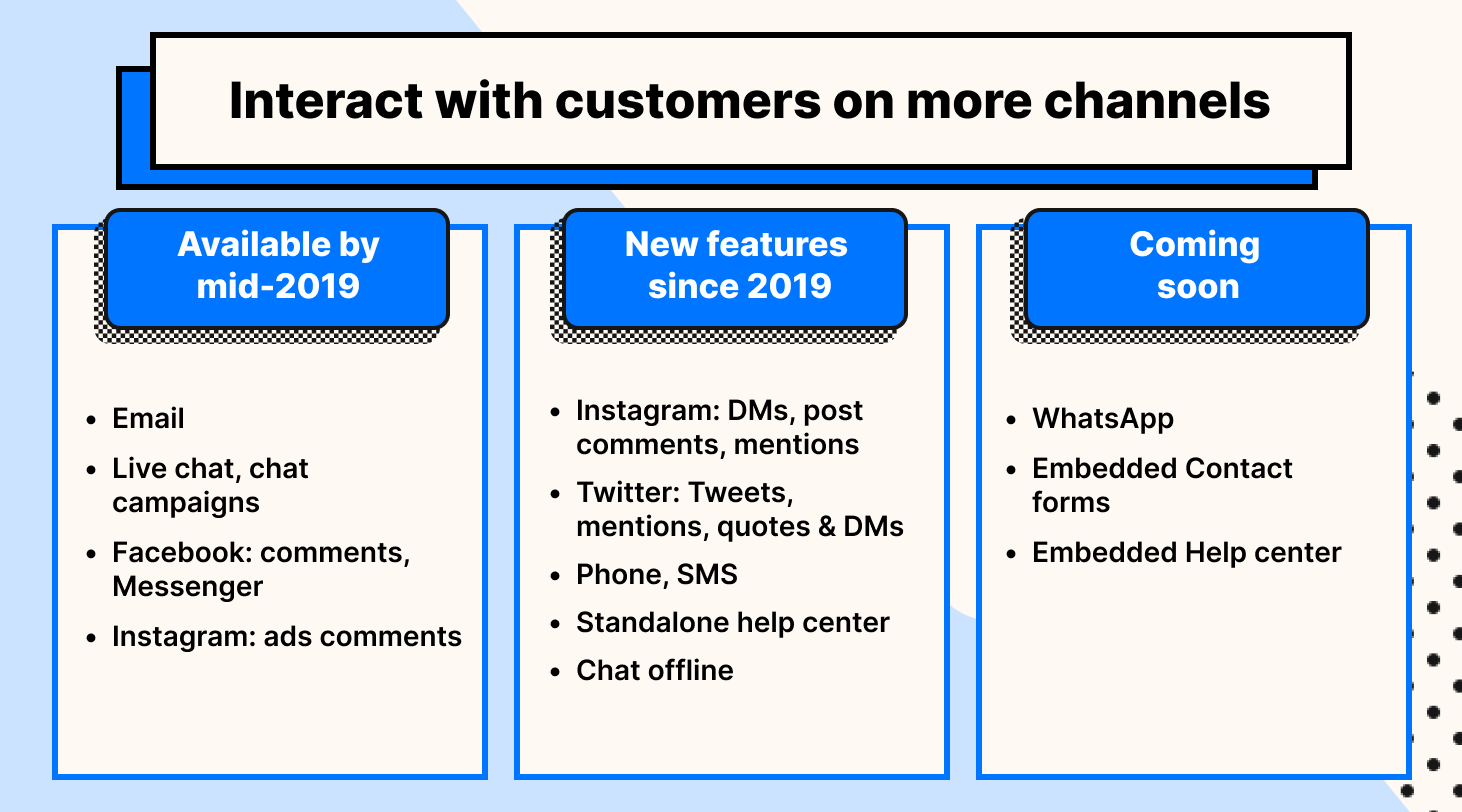 Interact with customers on more channels
Available by
mid-2019
• Email
• Live chat, chat
campaigns
• Facebook: comments,
Messenger
• Instagram: ads comments
New features
since 2019
• Instagram: DMs, post
comments, mentions
• Twitter: Tweets,
mentions, quotes & DMs
• Phone, SMS
• Standalone help center
• Chat offline
Coming
soon
• WhatsApp
• Embedded Contact
forms
• Embedded Help center